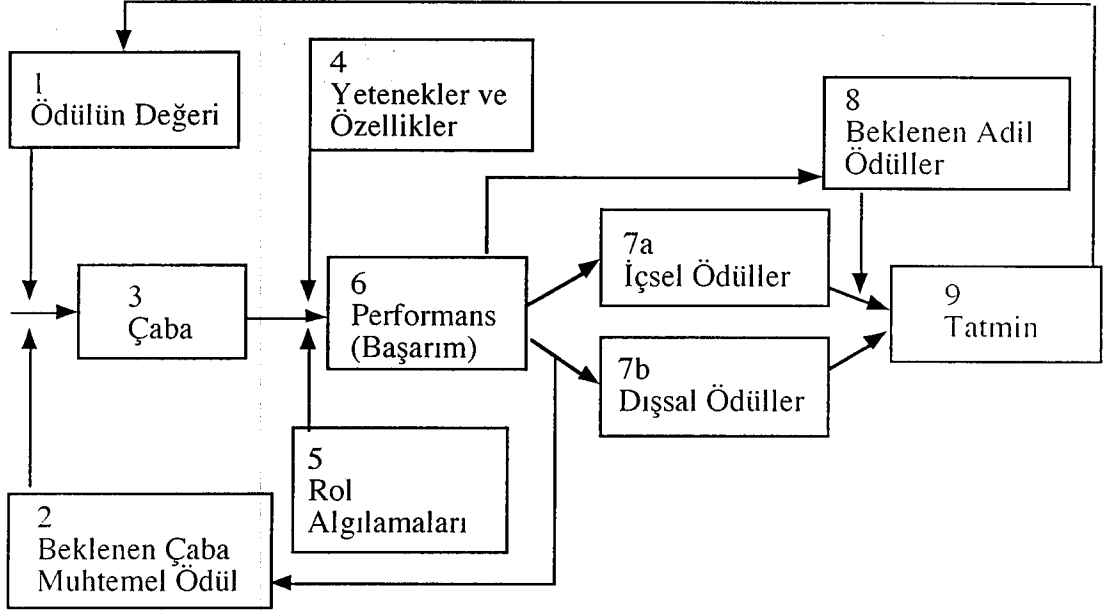 1
Ödülün Değeri
4
Yetenekler ve
Özellikler
8
Beklenen Adil
Ödüller
3
Çaba
6
Performans
(Başarım)
7a
İçsel Ödüller
9
Tatmin
7b
Dışsal Ödüller
5
Rol
Algılamaları
2
Beklenen Çaba
Muhtemel Ödül